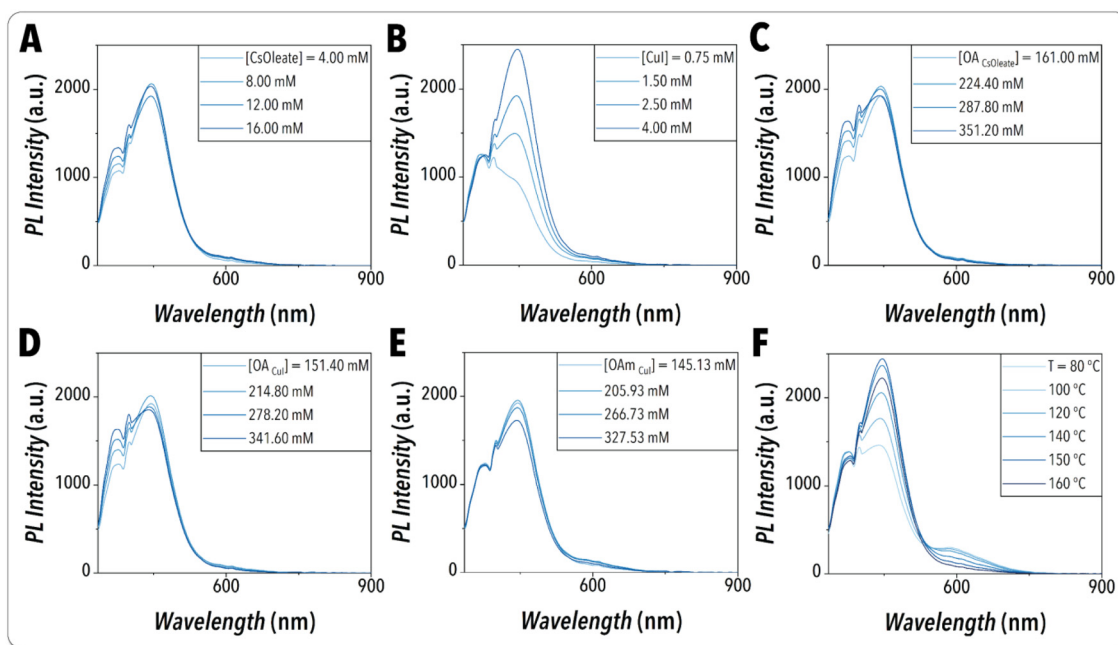 A
PL Intensity (a.u.)
2000
1000
0
600
900
Wavelength (nm)
[CsOleate] = 4.00 mM
8.00 mM
12.00 mM
16.00 mM
B
PL Intensity (a.u.)
2000
1000
0
600
900
Wavelength (nm)
[CuI] = 0.75 mM
1.50 mM
2.50 mM
4.00 mM
C
PL Intensity (a.u.)
2000
1000
0
600
900
Wavelength (nm)
[OA CsOleate] = 161.00 mM
224.40 mM
287.80 mM
351.20 mM
D
PL Intensity (a.u.)
2000
1000
0
600
900
Wavelength (nm)
[OA CuI] = 151.40 mM
214.80 mM
278.20 mM
341.60 mM
E
PL Intensity (a.u.)
2000
1000
0
600
900
Wavelength (nm)
[OAm CuI] = 145.13 mM
205.93 mM
266.73 mM
327.53 mM
F
PL Intensity (a.u.)
2000
1000
0
600
900
Wavelength (nm)
T = 80 ºC
100 ºC
120 ºC
140 ºC
150 ºC
160 ºC